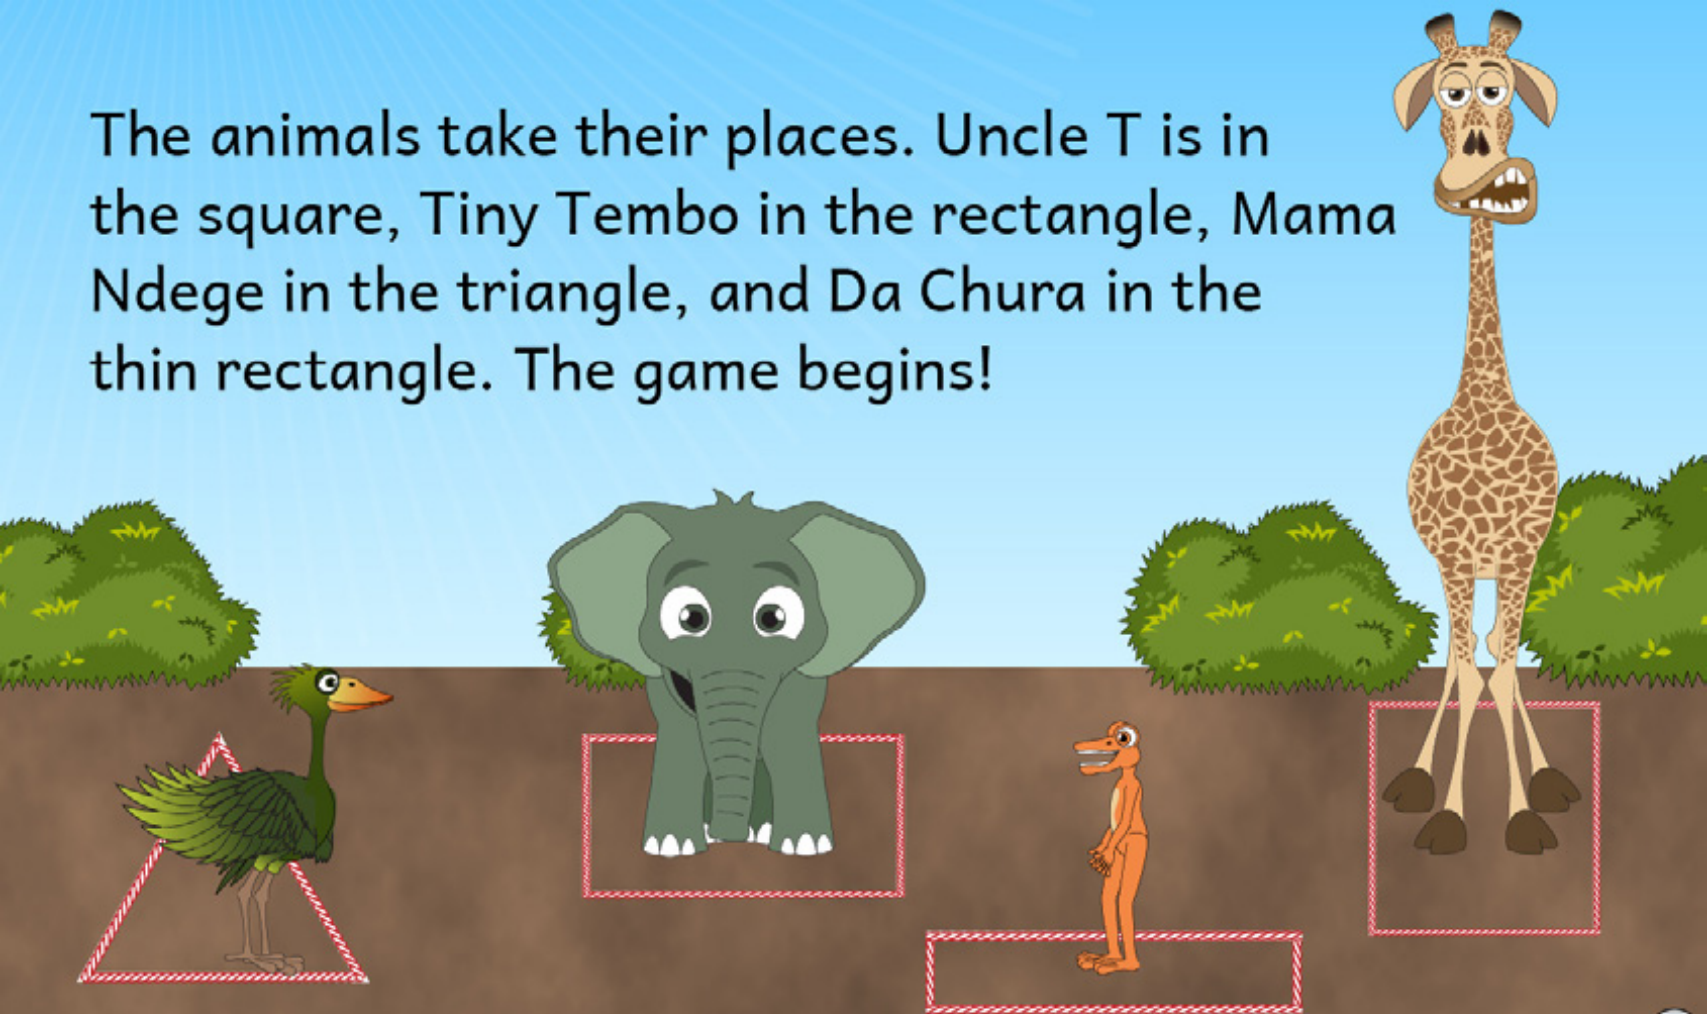 The animals take their places. Uncle T is in
the square, Tiny Tembo in the rectangle, Mama
Ndege in the triangle, and Da Chura in the
thin rectangle. The game begins!